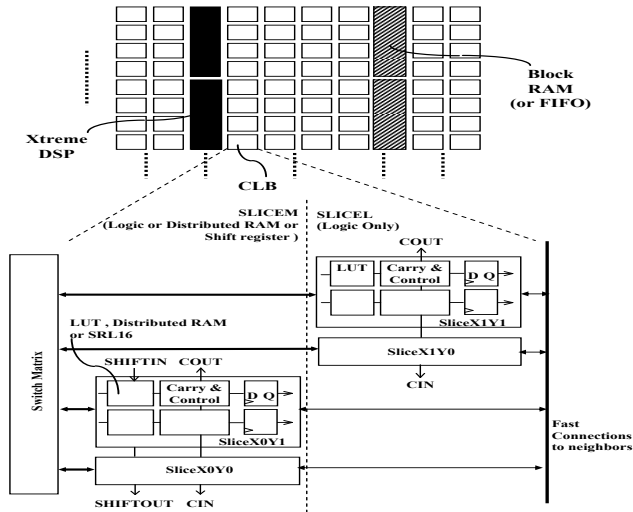 Block
RAM
(or FIFO)
Xtreme
DSP
CLB
SLICEM
(Logic or Distributed RAM or
Shift register )
SLICEL
(Logic Only)
COUT
LUT
Carry &
Control
D Q
SliceX1Y1
SliceX1Y0
CIN
LUT , Distributed RAM
or SRL16
SHIFTIN
COUT
Carry &
Control
D Q
SliceX0Y1
SliceX0Y0
SHIFTOUT
CIN
Switch Matrix
Fast
Connections
to neighbors